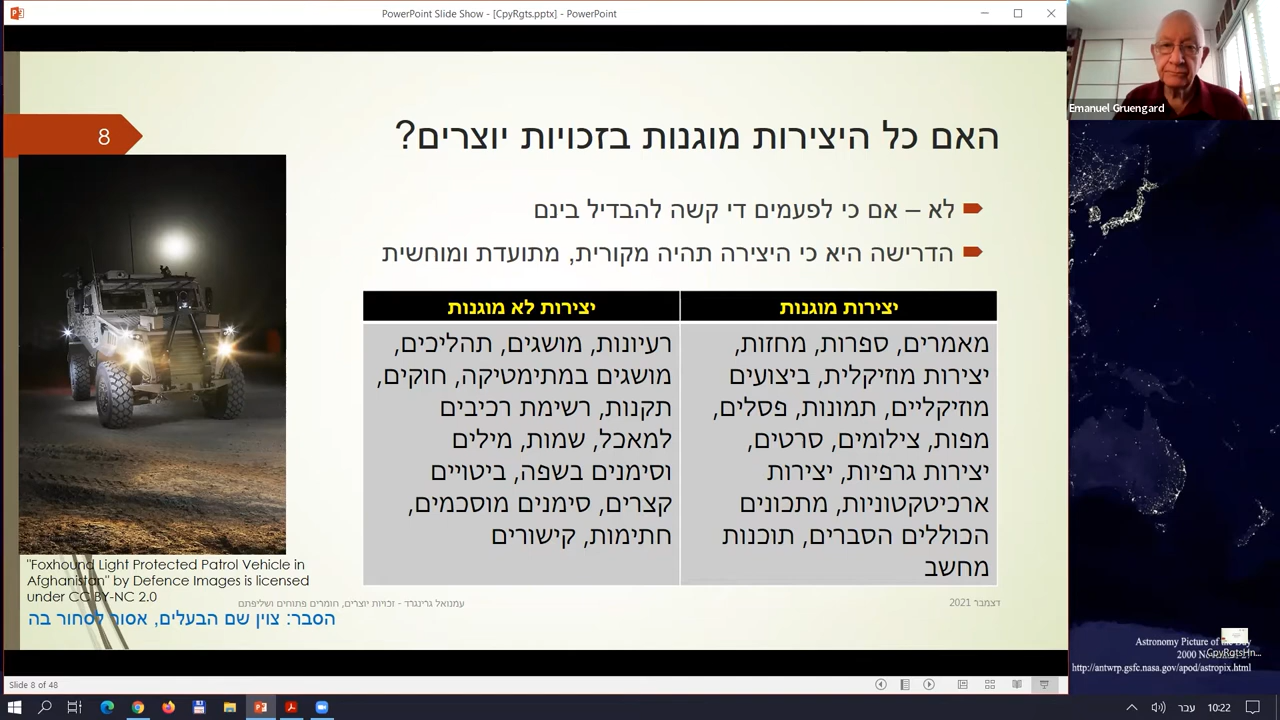 PowerPoint Slide Show - [CpyRgts.pptx] - PowerPoint
Emanuel Gruengard
8
האם כל היצירות מוגנות בזכויות יוצרים?
לא – אם כי לפעמים די קשה להבדיל בינם
הדרישה היא כי היצירה תהיה מקורית, מתועדת ומוחשית
יצירות מוגנות
מאמרים, ספרות, מחזות,
יצירות מוזיקלית, ביצועים
מוזיקליים, תמונות, פסלים,
מפות, צילומים, סרטים,
יצירות גרפיות, יצירות
ארכיטקטוניות, מתכונים
הכוללים הסברים, תוכנות
מחשב
יצירות לא מוגנות
רעיונות, מושגים, תהליכים,
מושגים במתימטיקה, חוקים,
תקנות, רשימת רכיבים
למאכל, שמות, מילים
וסימנים בשפה, ביטויים
קצרים, סימנים מוסכמים,
חתימות, קישורים
"Foxhound Light Protected Patrol Vehicle in
Afghanistan" by Defence Images is licensed
under CC BY-NC 2.0
הסבר: צוין שם הבעלים, אסור לסחור בה
עמנואל גרינגרד - זכויות יוצרים, חומרים פתוחים ושליפתם
דצמבר 2021
Astronomy Picture of the Day
2000
CpyRgtsHn...
http://antwrp.gsfc.nasa.gov/apod/astropix.html
Slide 8 of 48
עבר
10:22